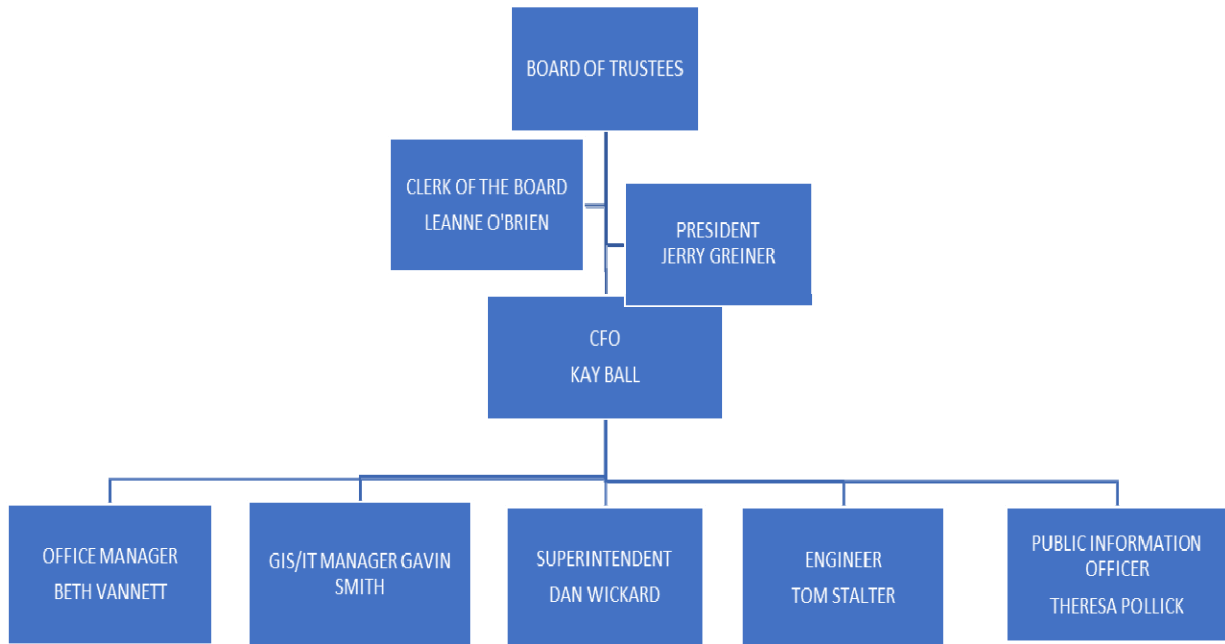 BOARD OF TRUSTEES
CLERK OF THE BOARD
LEANNE O'BRIEN
PRESIDENT
JERRY GREINER
CFO
KAY BALL
OFFICE MANAGER
BETH VANNETT
GIS/IT MANAGER GAVIN
SMITH
SUPERINTENDENT
DAN WICKARD
ENGINEER
TOM STALTER
PUBLIC INFORMATION
OFFICER
THERESA POLLICK